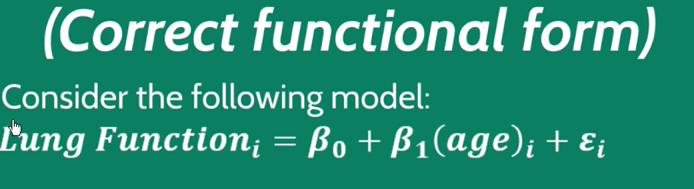 (Correct functional form)
Consider the following model:
Lung Functionᵢ = β₀ + β₁(age)ᵢ + εᵢ